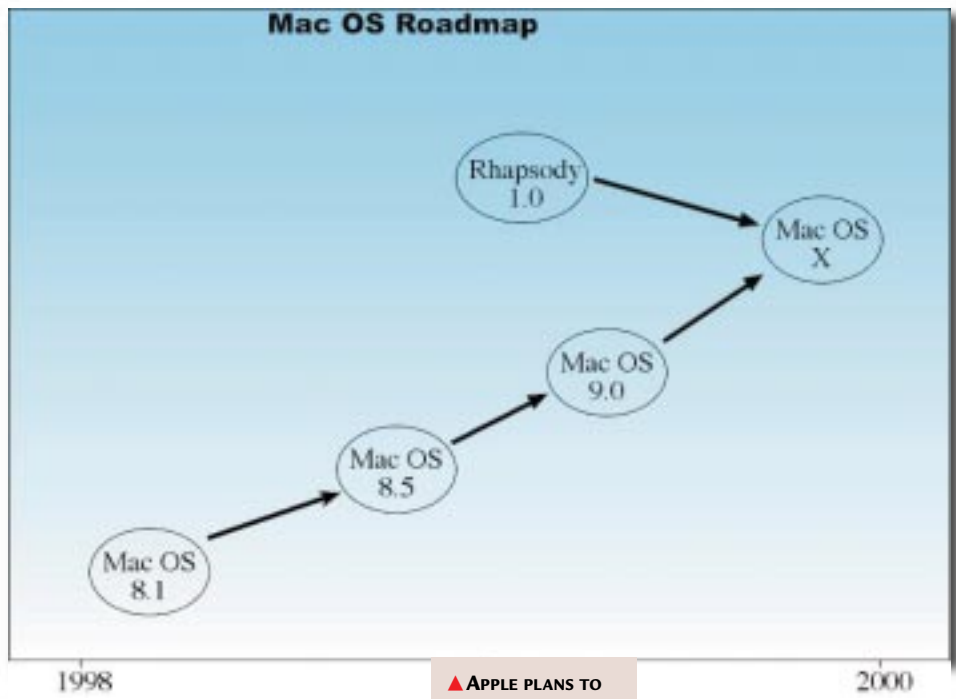 Mac OS Roadmap
Rhapsody
1.0
Mac OS
X
Mac OS
9.0
Mac OS
8.5
Mac OS
8.1
1998
2000
▲APPLE PLANS TO